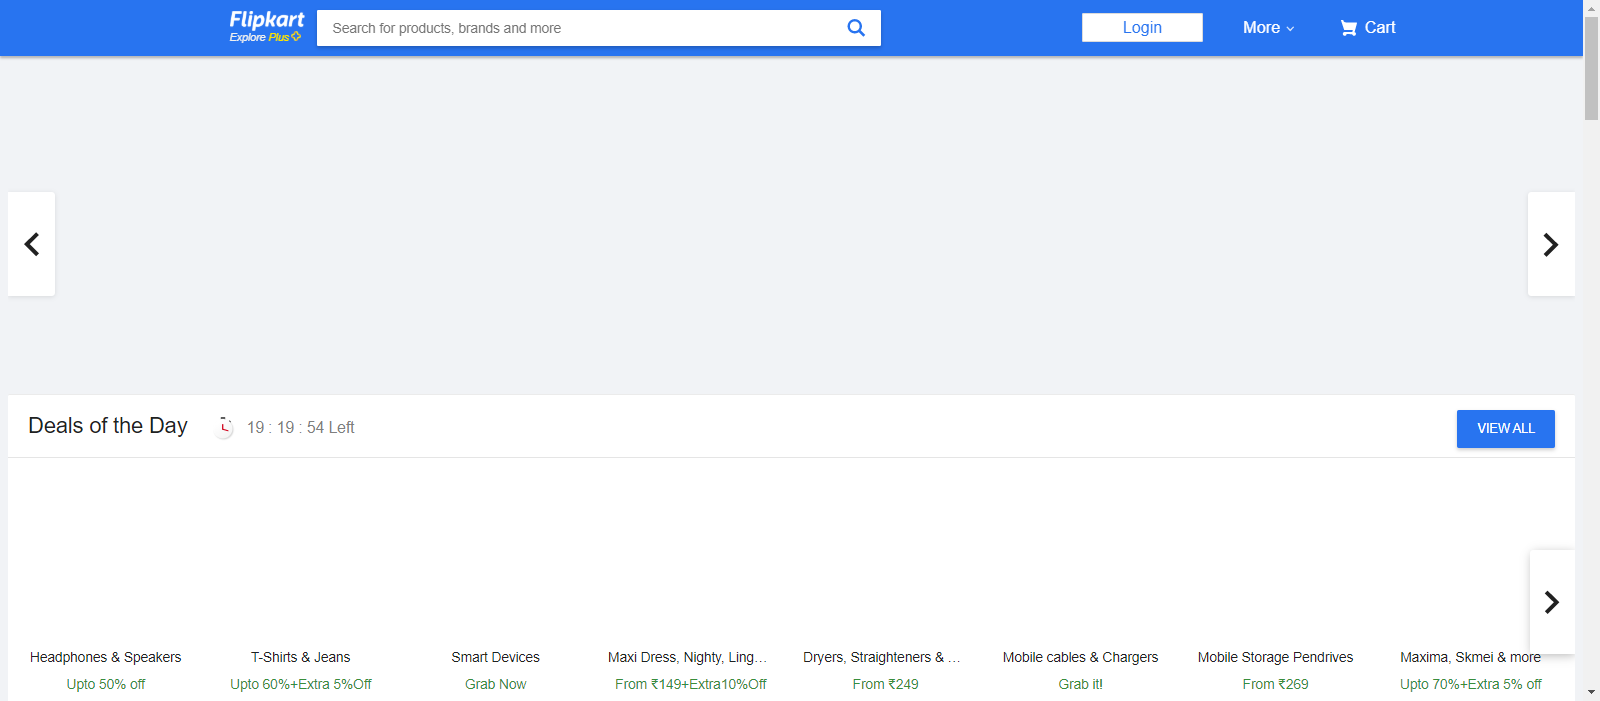 Flipkart
Explore Plus
Search for products, brands and more
Login
More
Cart
Deals of the Day
19 : 19 : 54 Left
VIEW ALL
Headphones & Speakers
Upto 50% off
T-Shirts & Jeans
Upto 60%+Extra 5%Off
Smart Devices
Grab Now
Maxi Dress, Nighty, Ling…
From ₹149+Extra10%Off
Dryers, Straighteners & …
From ₹249
Mobile cables & Chargers
Grab it!
Mobile Storage Pendrives
From ₹269
Maxima, Skmei & more
Upto 70%+Extra 5% off